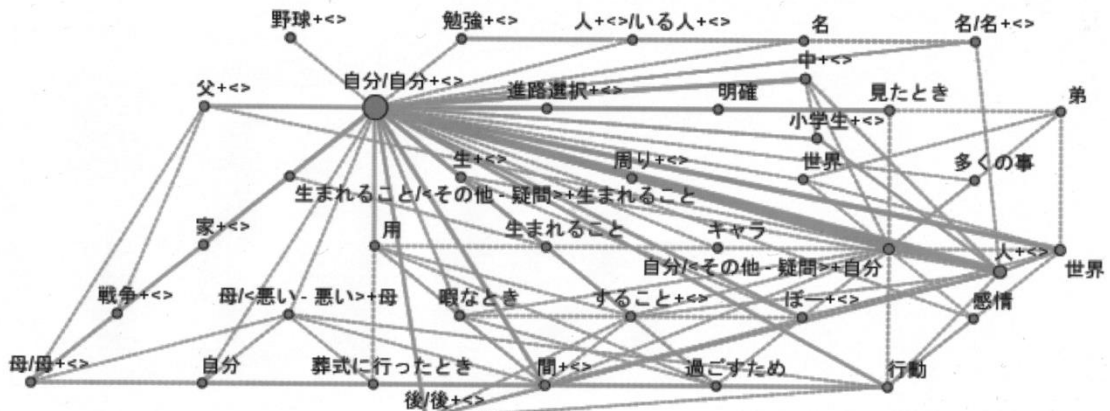 野球+<>
勉強+<>
人+<>/いる人+<>
名
名/名+<>
中+<>
父+<>
自分/自分+<>
進路選択+<>
明確
見たとき
弟
小学生+<>
生+<>
周り+<>
世界
多くの事
生まれること/<その他 - 疑問>+生まれること
家+<>
用
生まれること
キャラ
自分/<その他 - 疑問>+自分
人+<>
世界
戦争+<>
母/<悪い - 悪い>+母
暇なとき
すること+<>
ぼー+<>
感情
母/母+<>
自分
葬式に行ったとき
間+<>
過ごすため
行動
後/後+<>